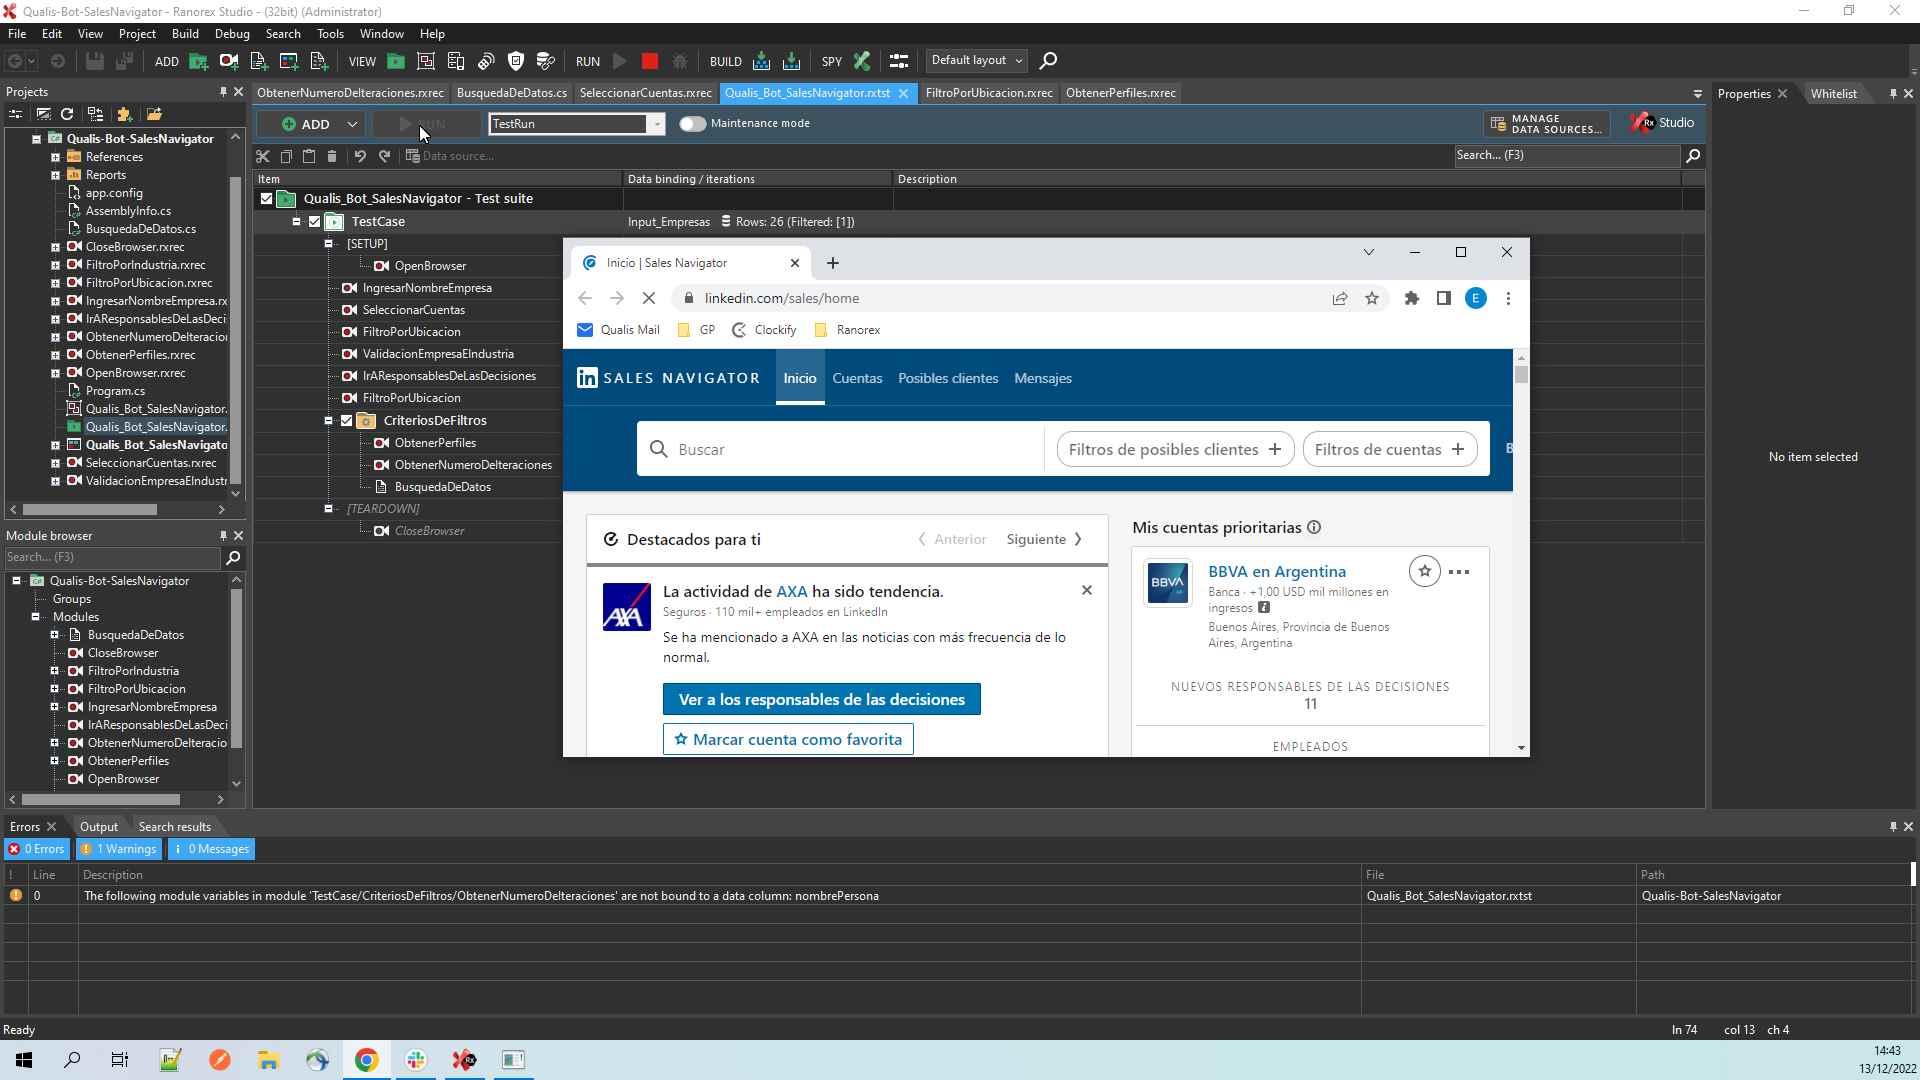 Qualis-Bot-SalesNavigator - Ranorex Studio - (32bit) (Administrator)
File Edit View Project Build Debug Search Tools Window Help
ADD VIEW RUN BUILD SPY Default layout
Projects
ObtenerNumeroDeIteraciones.rxrec BusquedaDeDatos.cs SeleccionarCuentas.rxrec Qualis_Bot_SalesNavigator.rxtst FiltroPorUbicacion.rxrec ObtenerPerfiles.rxrec
Properties Whitelist
ADD RUN TestRun Maintenance mode MANAGE DATA SOURCES... Rx Studio
Data source... Search... (F3)
Item Data binding / iterations Description
Qualis-Bot-SalesNavigator
References
Reports
app.config
AssemblyInfo.cs
BusquedaDeDatos.cs
CloseBrowser.rxrec
FiltroPorIndustria.rxrec
FiltroPorUbicacion.rxrec
IngresarNombreEmpresa.rx
IrAResponsablesDeLasDeci
ObtenerNumeroDeIteracior
ObtenerPerfiles.rxrec
OpenBrowser.rxrec
Program.cs
Qualis_Bot_SalesNavigator.
Qualis_Bot_SalesNavigator.
Qualis_Bot_SalesNavigato
SeleccionarCuentas.rxrec
ValidacionEmpresaEIndustr
Qualis_Bot_SalesNavigator - Test suite
TestCase Input_Empresas Rows: 26 (Filtered: [1])
[SETUP]
OpenBrowser
IngresarNombreEmpresa
SeleccionarCuentas
FiltroPorUbicacion
ValidacionEmpresaEIndustria
IrAResponsablesDeLasDecisiones
FiltroPorUbicacion
CriteriosDeFiltros
ObtenerPerfiles
ObtenerNumeroDeIteraciones
BusquedaDeDatos
[TEARDOWN]
CloseBrowser
Inicio | Sales Navigator
linkedin.com/sales/home
E
Qualis Mail GP Clockify Ranorex
in SALES NAVIGATOR Inicio Cuentas Posibles clientes Mensajes
Buscar Filtros de posibles clientes + Filtros de cuentas + B
Destacados para ti Anterior Siguiente
La actividad de AXA ha sido tendencia.
Seguros · 110 mil+ empleados en LinkedIn
Se ha mencionado a AXA en las noticias con más frecuencia de lo
normal.
AXA
Ver a los responsables de las decisiones
Marcar cuenta como favorita
Mis cuentas prioritarias
BBVA
BBVA en Argentina
Banca · +1,00 USD mil millones en
ingresos
Buenos Aires, Provincia de Buenos
Aires, Argentina
NUEVOS RESPONSABLES DE LAS DECISIONES
11
EMPLEADOS
No item selected
Module browser
Search... (F3)
Qualis-Bot-SalesNavigator
Groups
Modules
BusquedaDeDatos
CloseBrowser
FiltroPorIndustria
FiltroPorUbicacion
IngresarNombreEmpresa
IrAResponsablesDeLasDeci
ObtenerNumeroDeIteracio
ObtenerPerfiles
OpenBrowser
Errors Output Search results
0 Errors 1 Warnings 0 Messages
! Line Description File Path
0 The following module variables in module 'TestCase/CriteriosDeFiltros/ObtenerNumeroDeIteraciones' are not bound to a data column: nombrePersona Qualis_Bot_SalesNavigator.rxtst Qualis-Bot-SalesNavigator
Ready ln 74 col 13 ch 4
14:43
13/12/2022